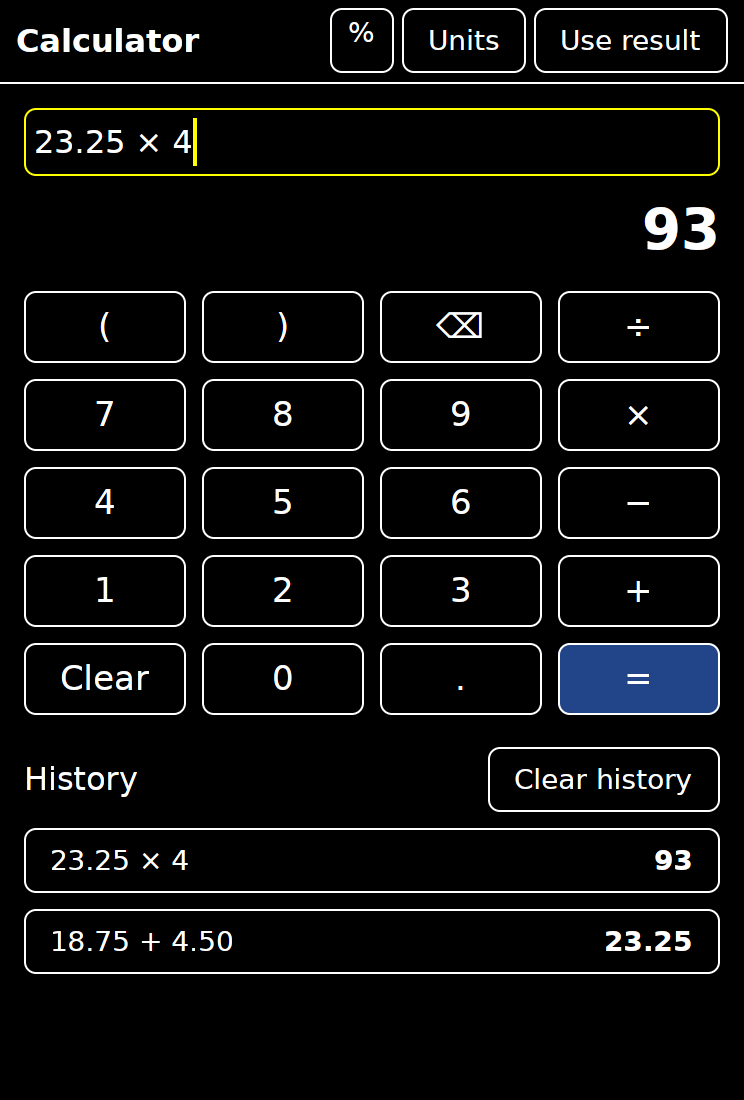 Calculator % Units Use result
23.25 × 4
93
( ) ⌫ ÷
7 8 9 ×
4 5 6 −
1 2 3 +
Clear 0 . =
History Clear history
23.25 × 4 93
18.75 + 4.50 23.25